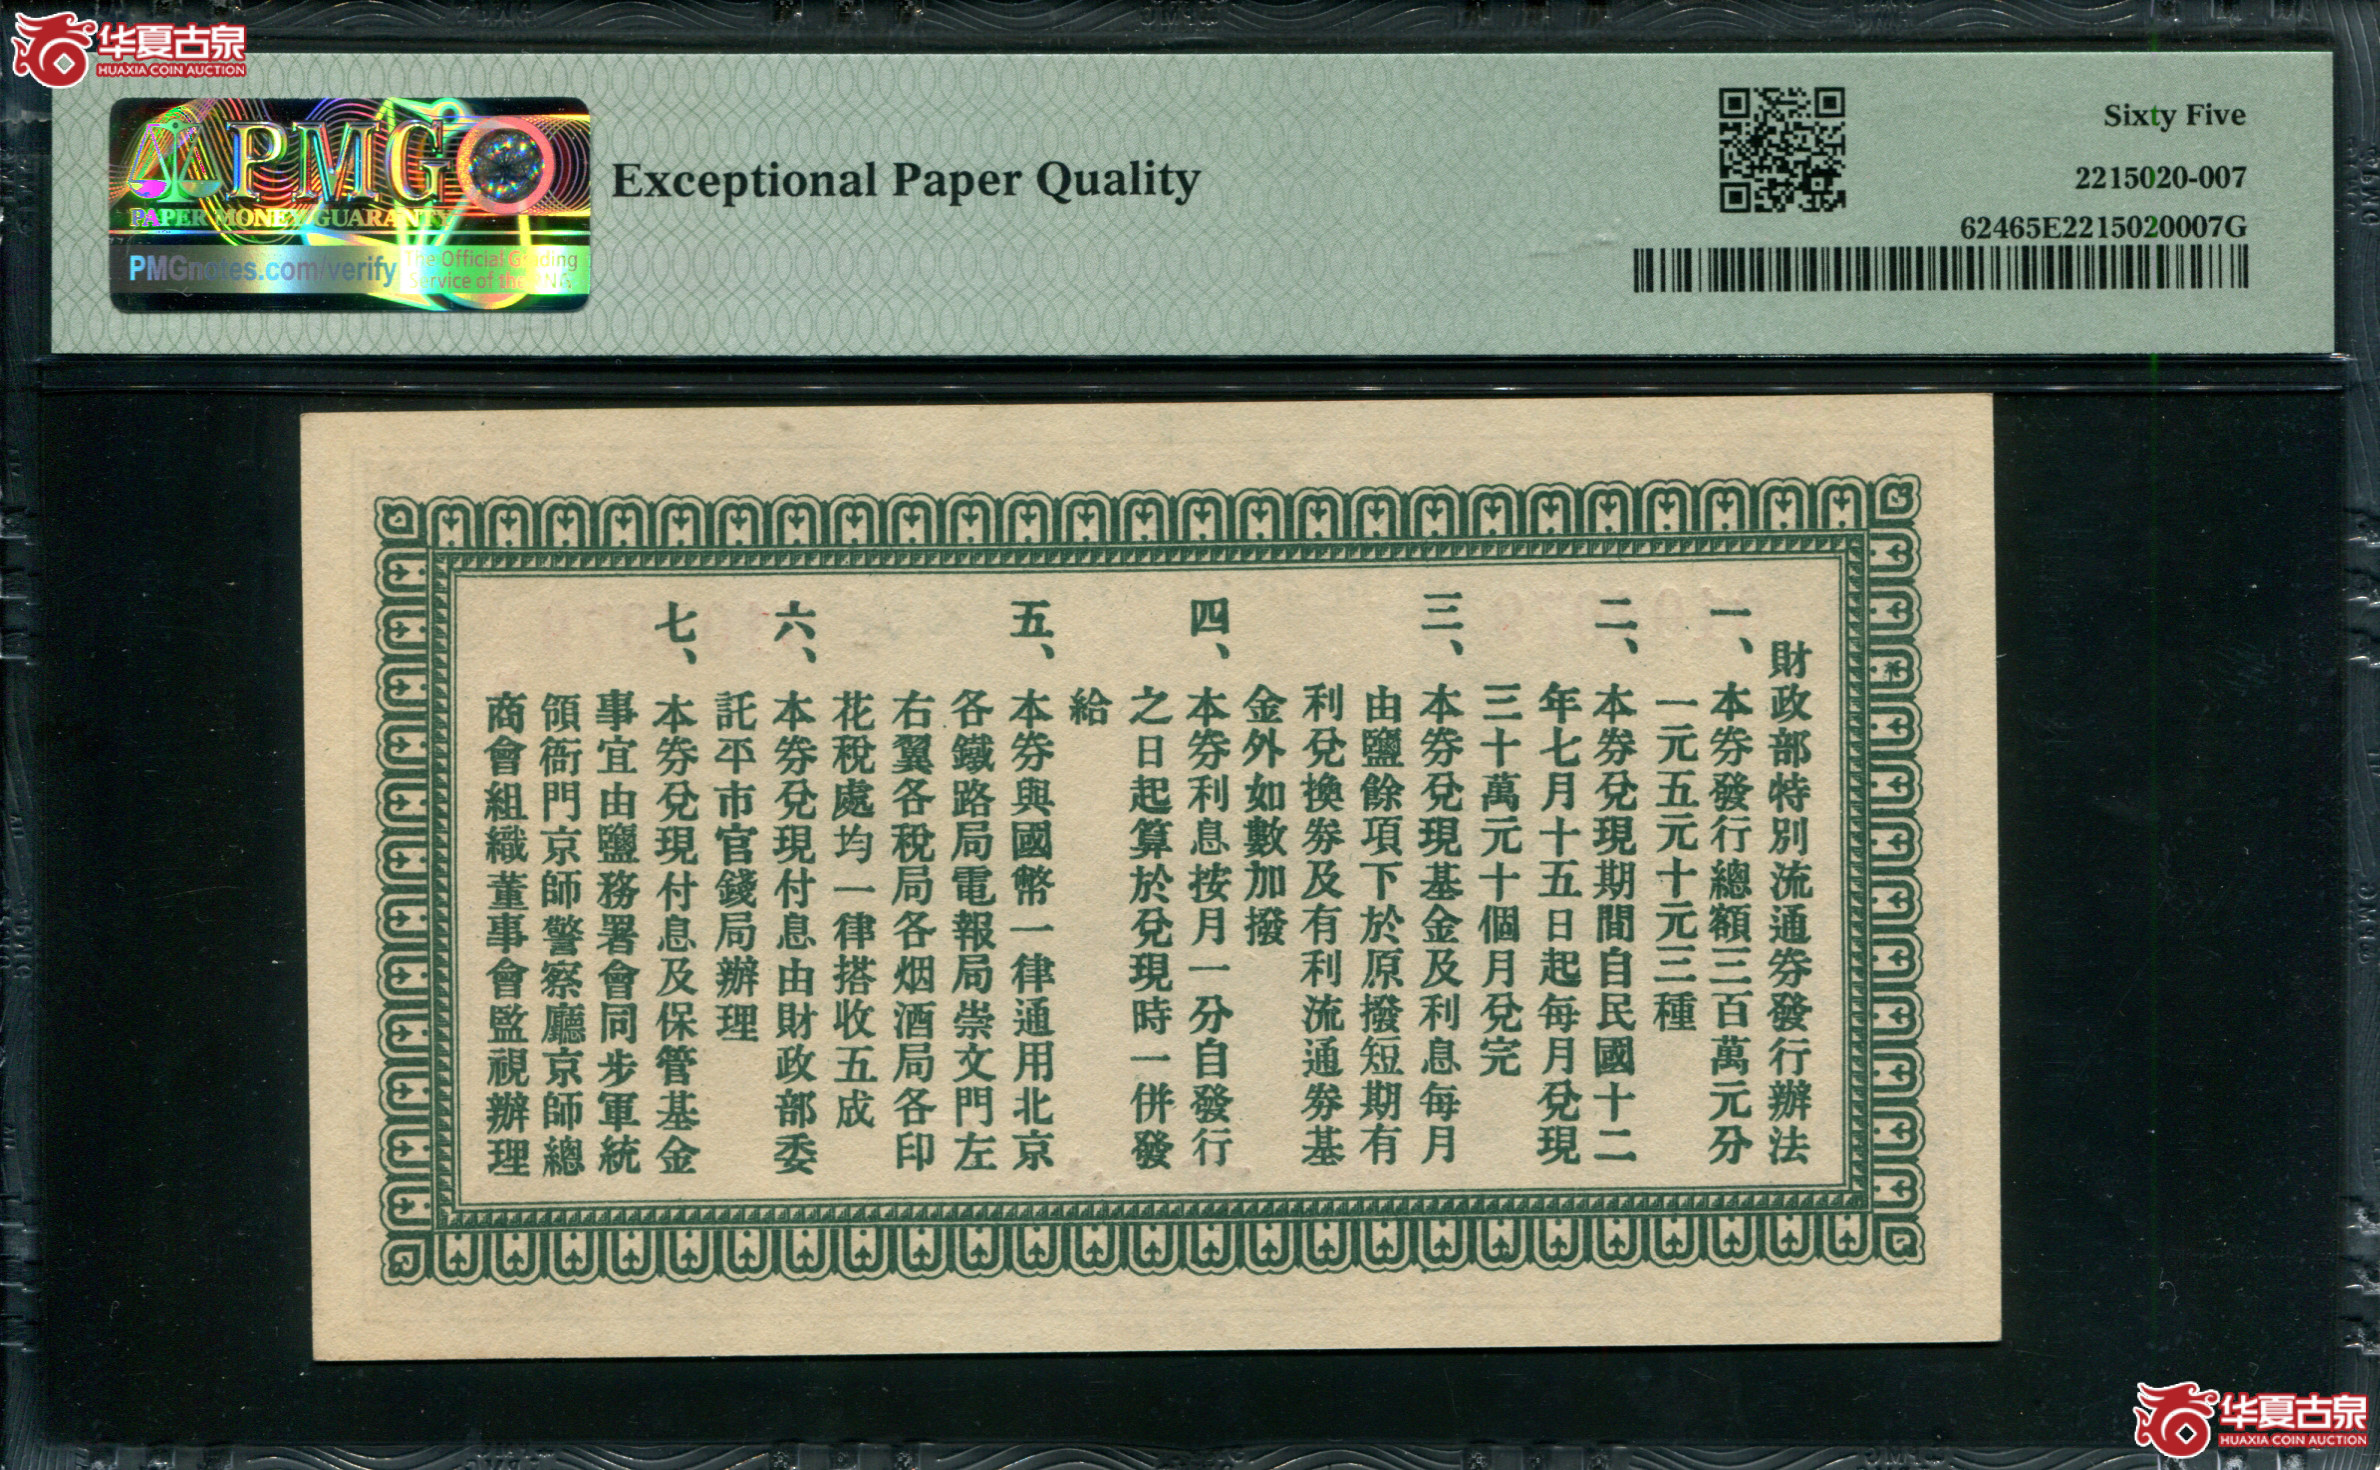 华夏古泉
HUAXIA COIN AUCTION
PMG
PAPER MONEY GUARANTY
PMGnotes.com/verify
The Official Grading
Service of the
Exceptional Paper Quality
Sixty Five
2215020-007
62465E2215020007G
財政部特別流通券發行辦法
一、本券發行總額三百萬元分
一元五元十元三種
二、本券兌現期間自民國十二
年七月十五日起每月兌現
三十萬元十個月兌完
三、本券兌現基金及利息每月
由鹽餘項下於原撥短期有
利兌換券及有利流通券基
金外如數加撥
四、本券利息按月一分自發行
之日起算於兌現時一併發
給
五、本券與國幣一律通用北京
各鐵路局電報局崇文門左
右翼各稅局各烟酒局各印
花稅處均一律搭收五成
六、本券兌現付息由財政部委
託平市官錢局辦理
七、本券兌現付息及保管基金
事宜由鹽務署會同步軍統
領衙門京師警察廳京師總
商會組織董事會監視辦理
华夏古泉
HUAXIA COIN AUCTION